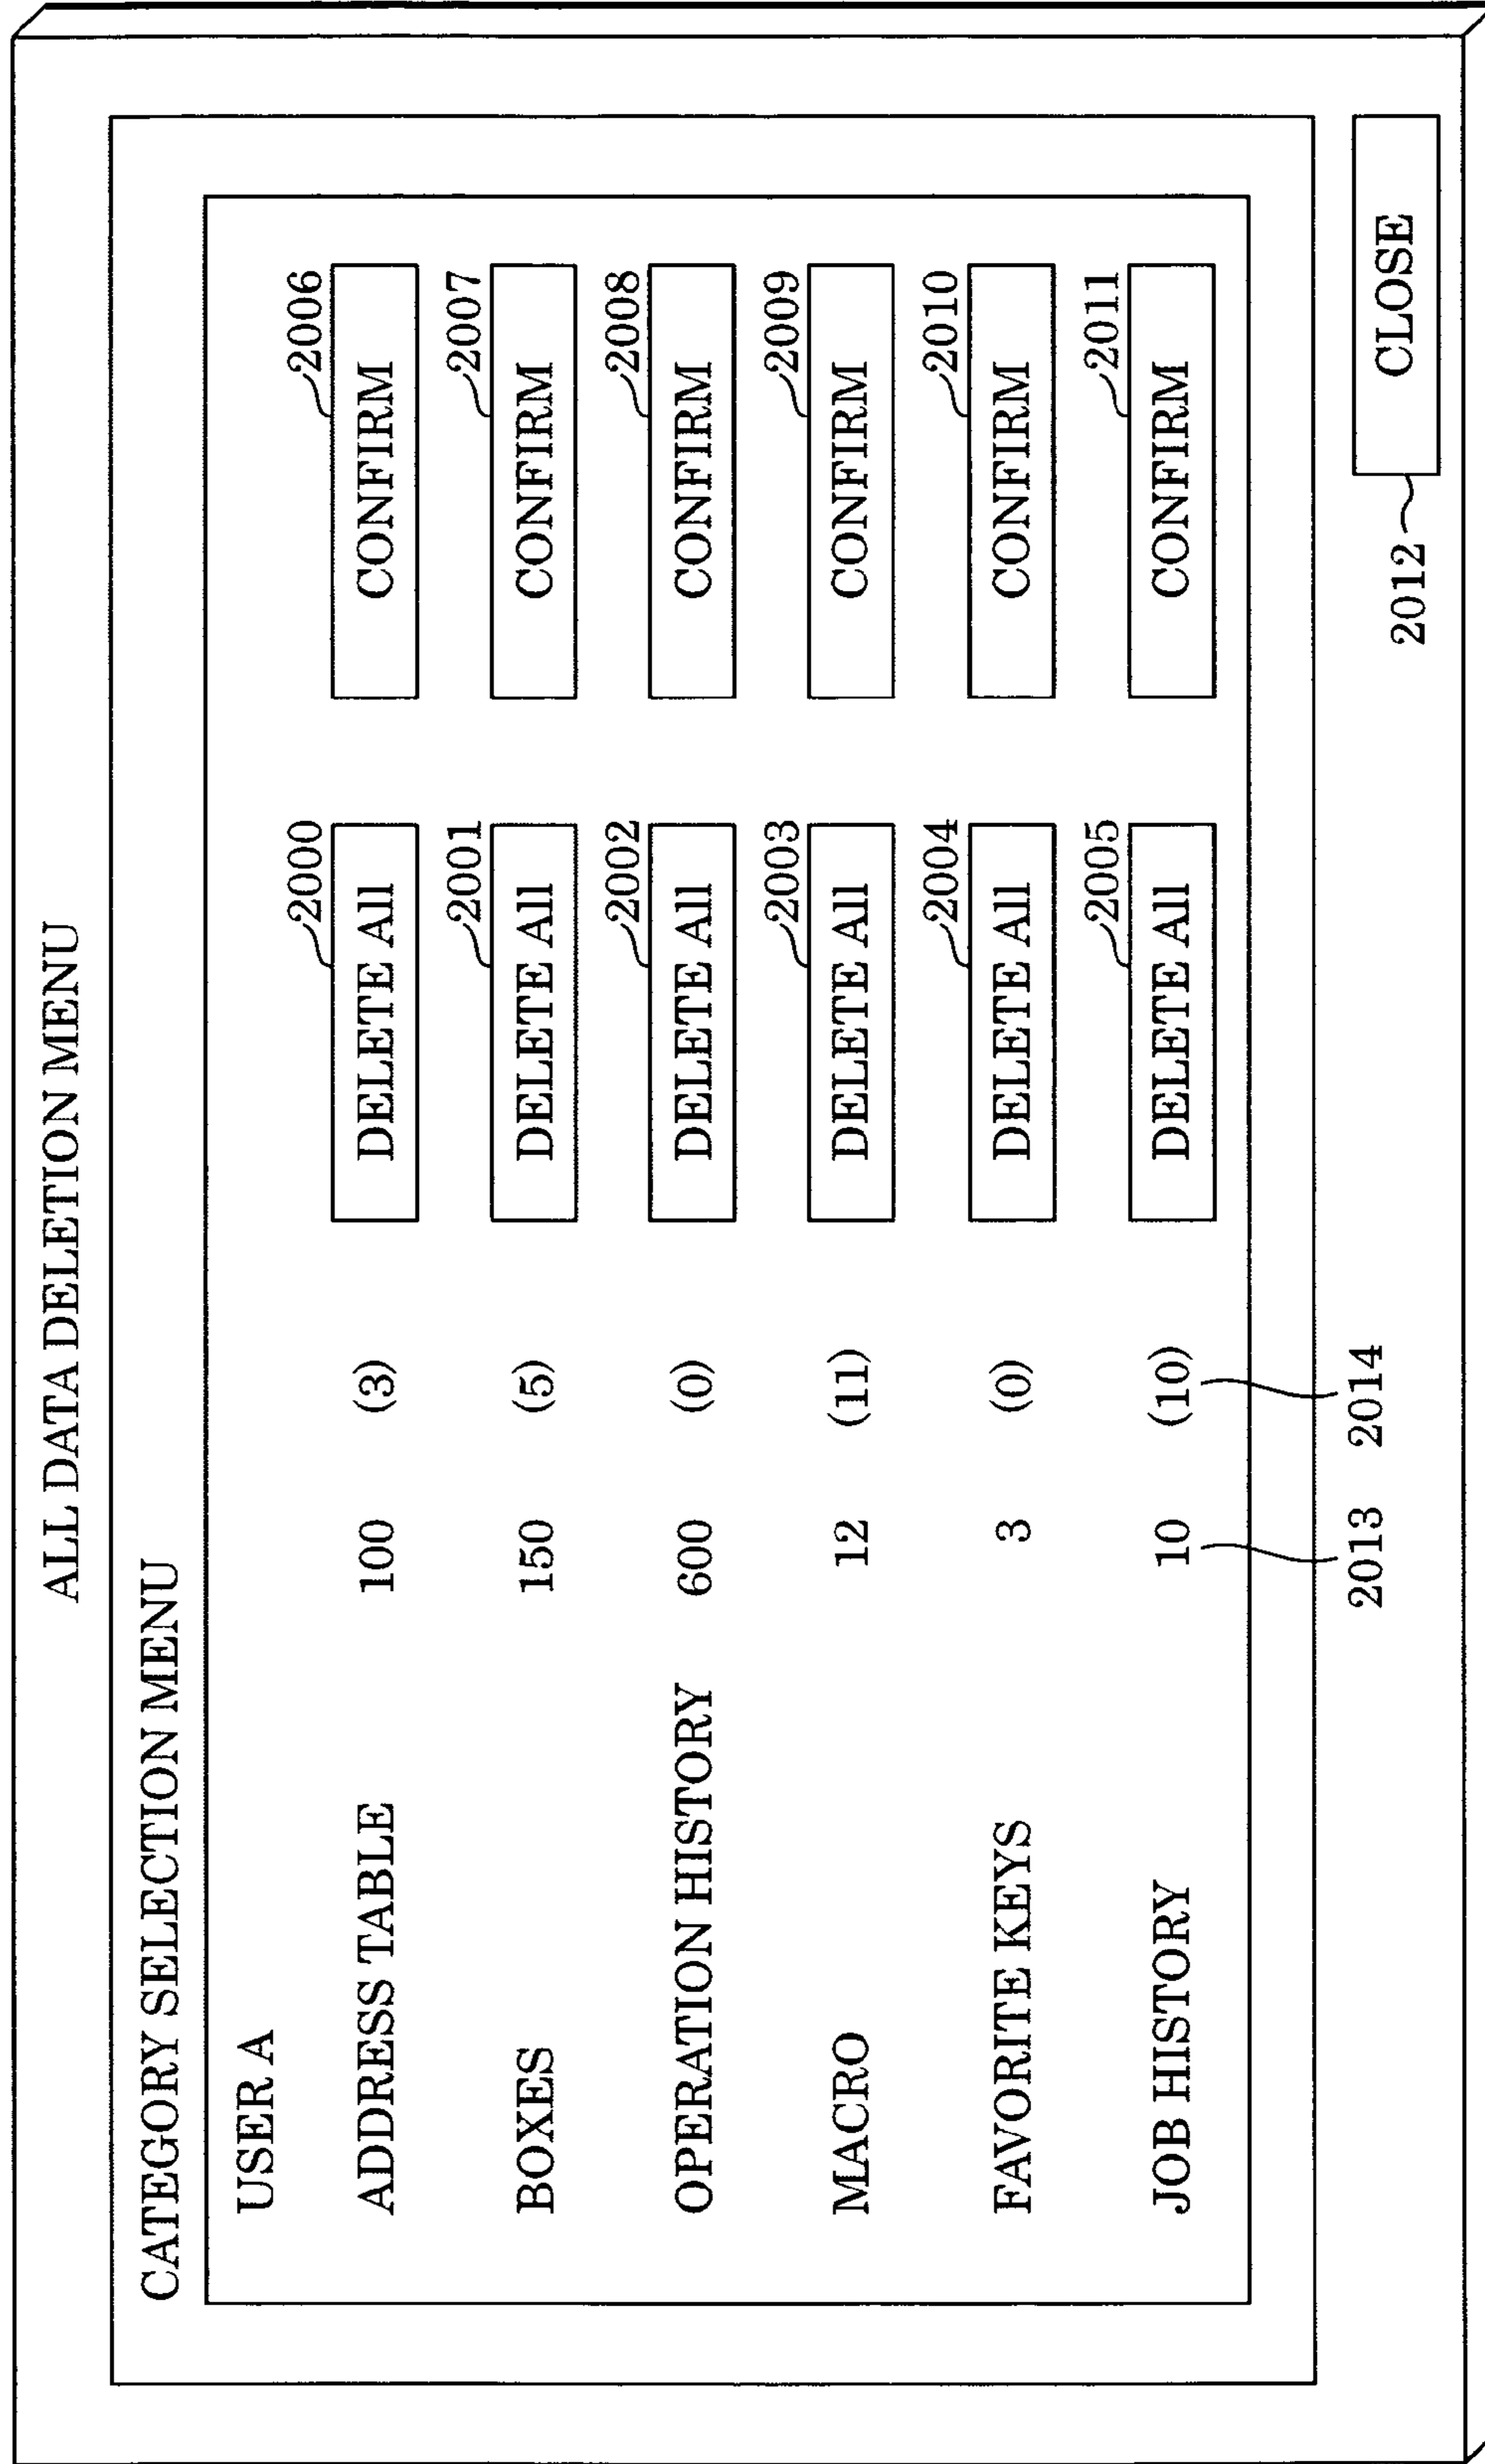 ALL DATA DELETION MENU
CATEGORY SELECTION MENU
USER A
2000 2006
ADDRESS TABLE 100 (3) DELETE All CONFIRM
2001 2007
BOXES 150 (5) DELETE All CONFIRM
2002 2008
OPERATION HISTORY 600 (0) DELETE All CONFIRM
2003 2009
MACRO 12 (11) DELETE All CONFIRM
2004 2010
FAVORITE KEYS 3 (0) DELETE All CONFIRM
2005 2011
JOB HISTORY 10 (10) DELETE All CONFIRM
2013 2014
2012 CLOSE